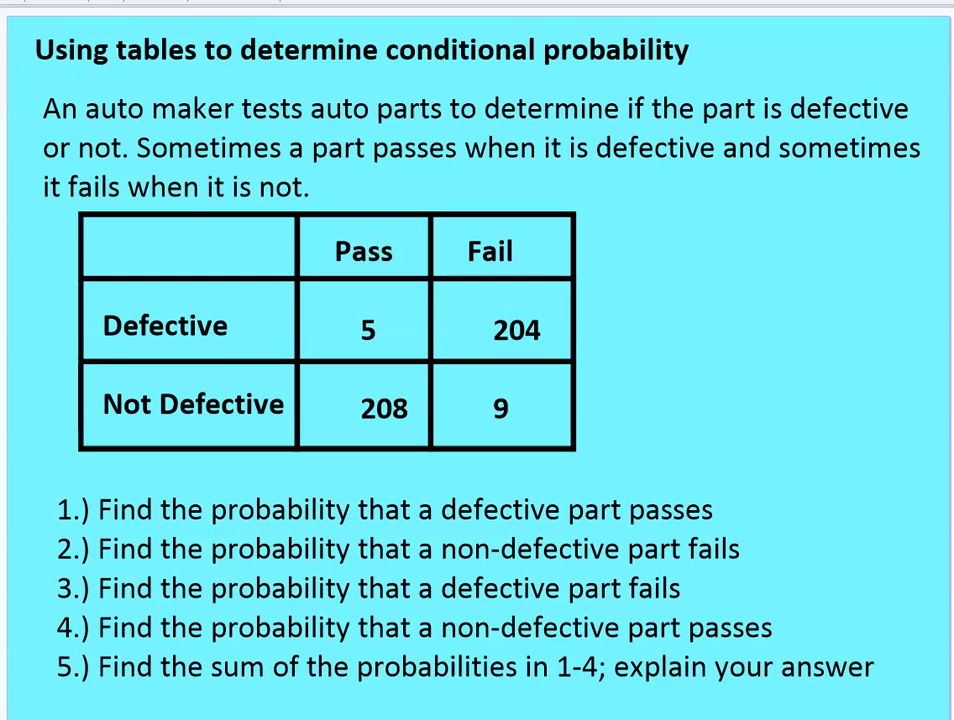 Using tables to determine conditional probability
An auto maker tests auto parts to determine if the part is defective
or not. Sometimes a part passes when it is defective and sometimes
it fails when it is not.
Pass Fail
Defective 5 204
Not Defective 208 9
1.) Find the probability that a defective part passes
2.) Find the probability that a non-defective part fails
3.) Find the probability that a defective part fails
4.) Find the probability that a non-defective part passes
5.) Find the sum of the probabilities in 1-4; explain your answer